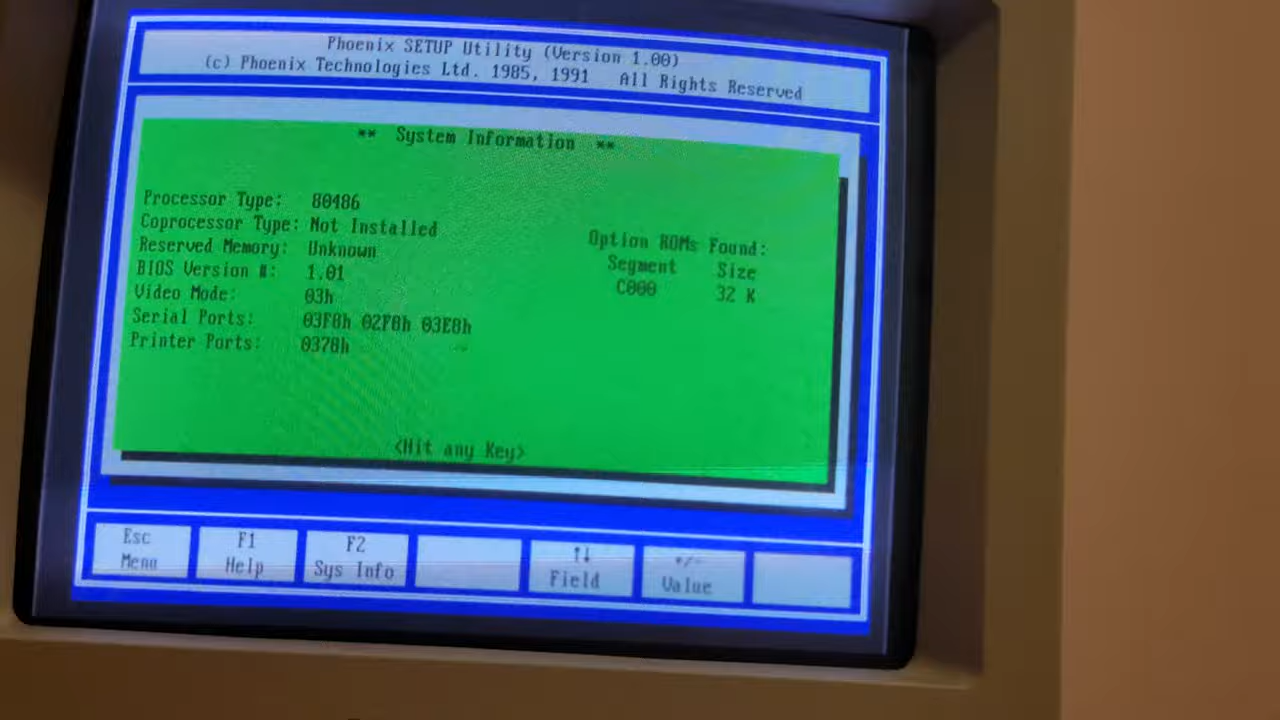 Phoenix SETUP Utility (Version 1.00)
(c) Phoenix Technologies Ltd. 1985, 1991 All Rights Reserved
** System Information **
Processor Type: 80486
Coprocessor Type: Not Installed
Reserved Memory: Unknown
BIOS Version #: 1.01
Video Mode: 03h
Serial Ports: 03F8h 02F8h 03E8h
Printer Ports: 0378h
Option ROMs Found:
Segment Size
C000 32 K
<Hit any Key>
Esc
Menu
F1
Help
F2
Sys Info
↑↓
Field
+/-
Value